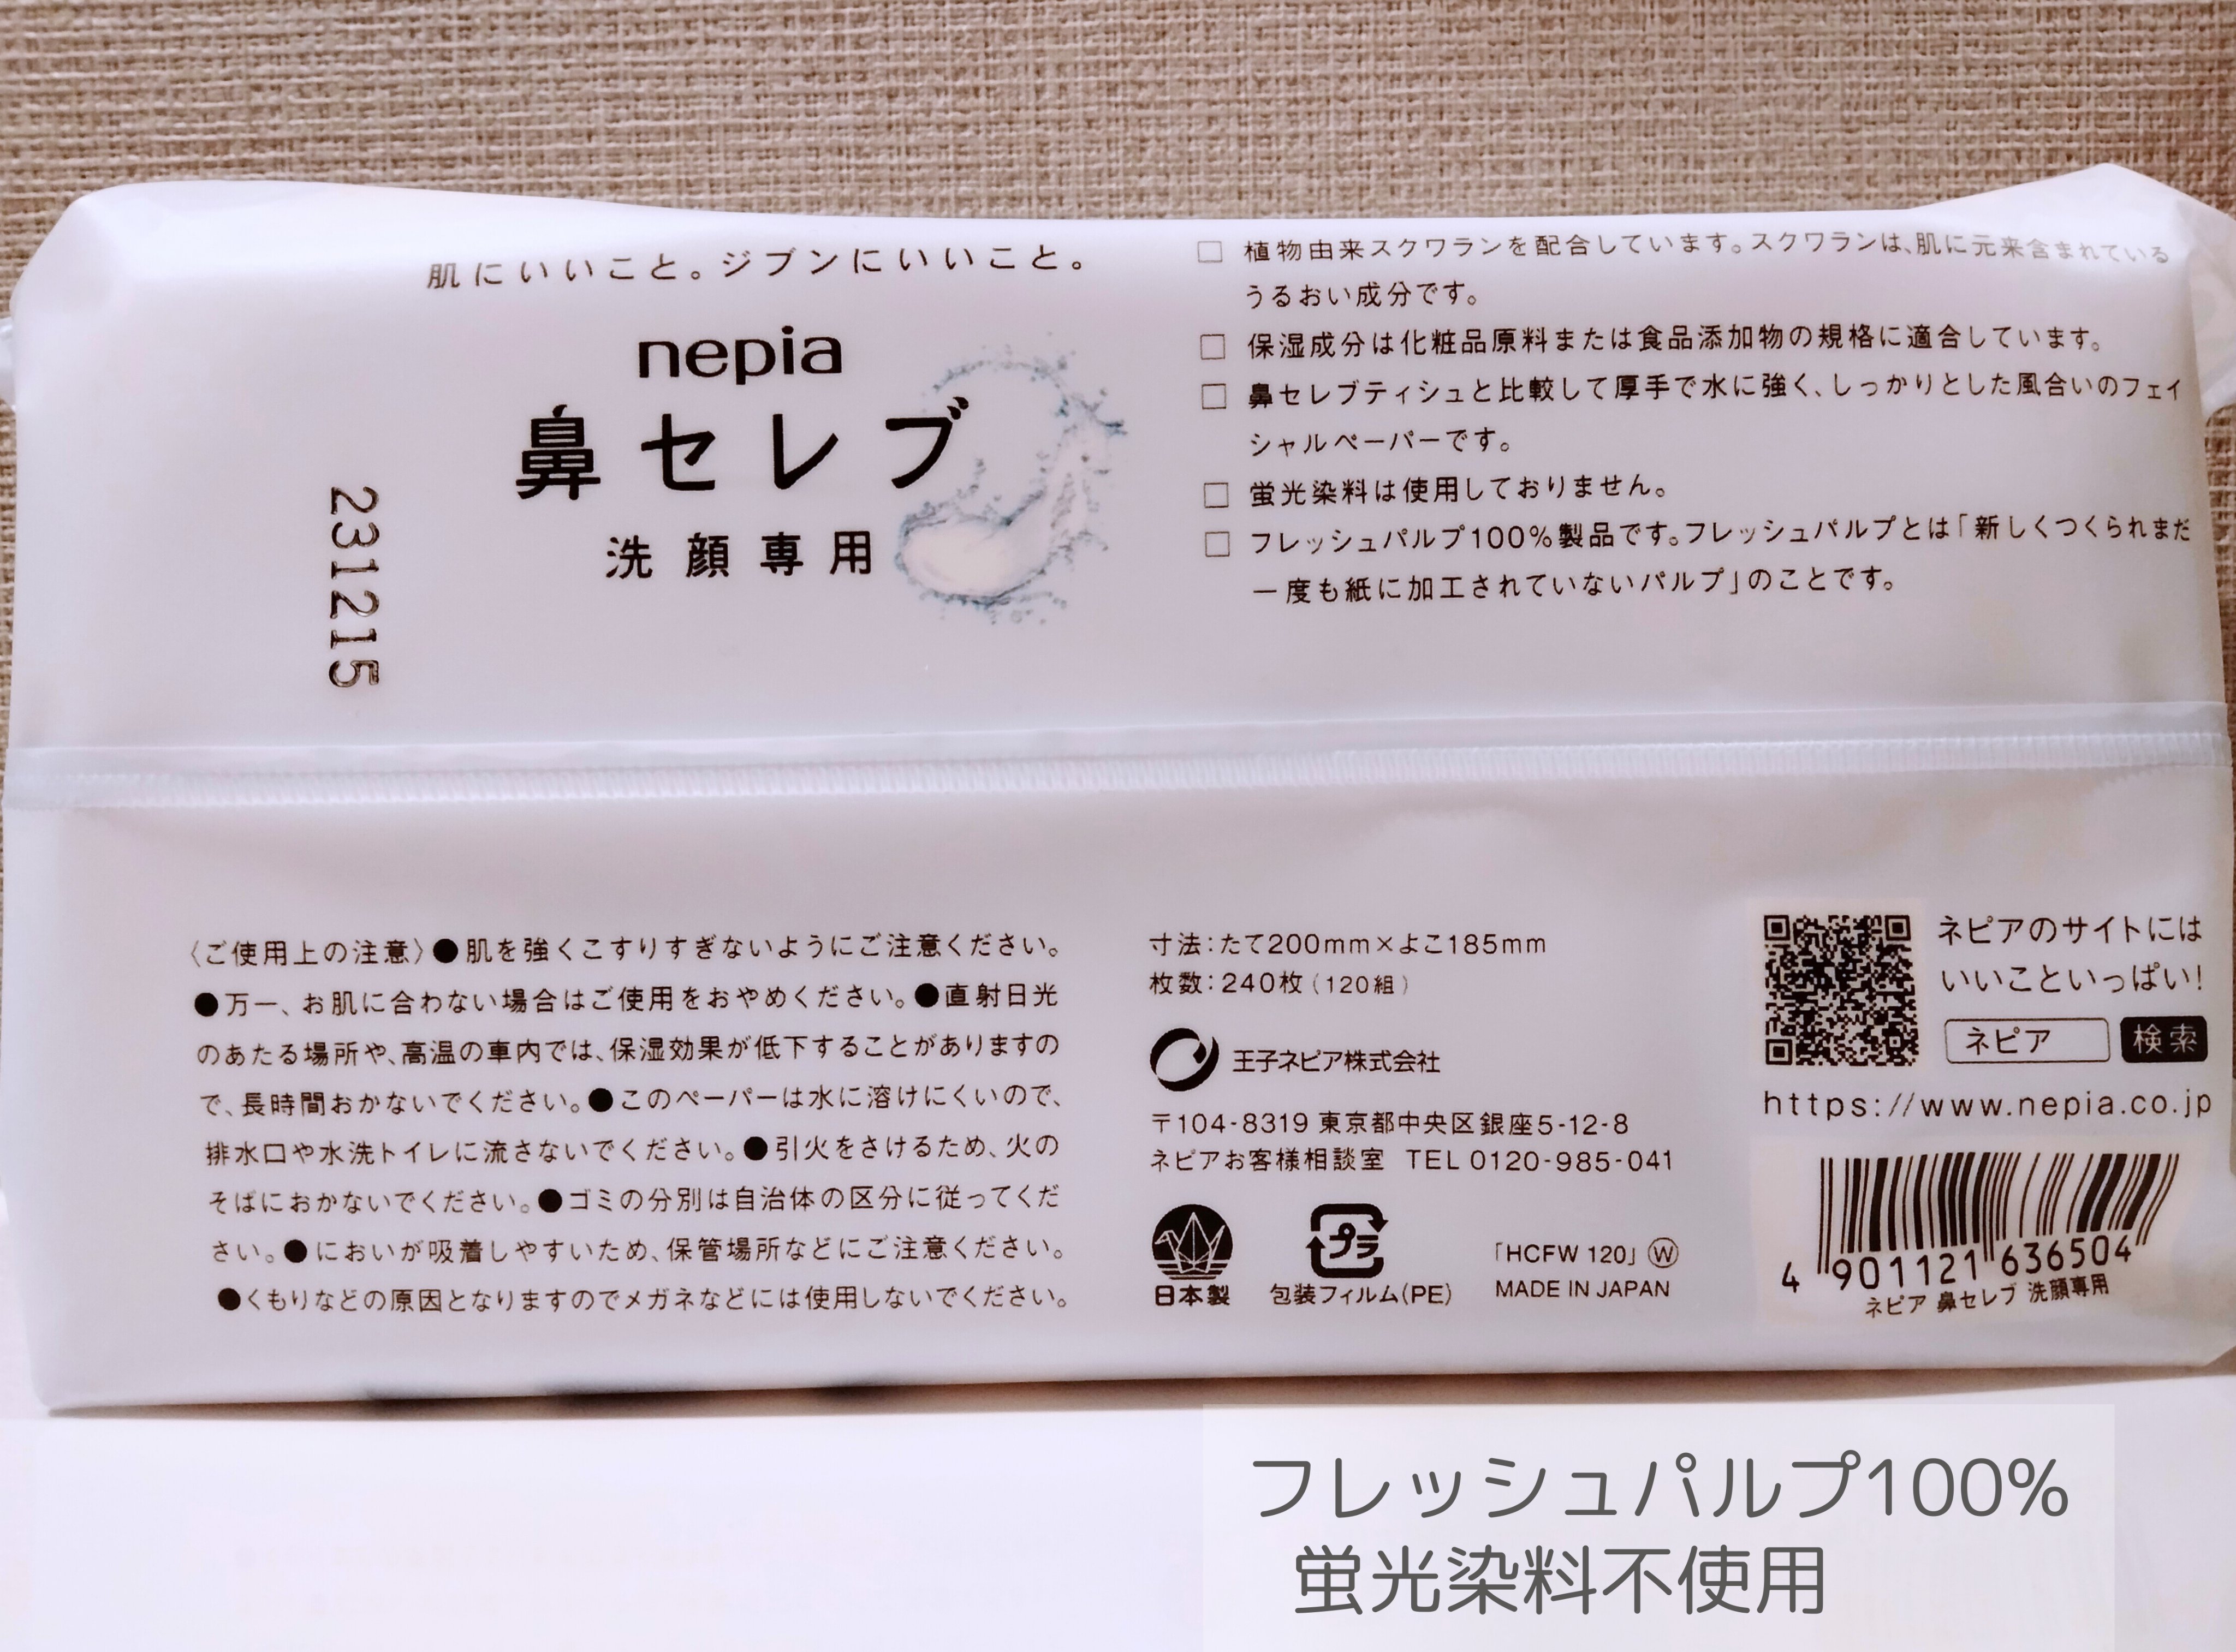 肌にいいこと。ジブンにいいこと。
nepia
鼻セレブ
洗顔専用
231215
□ 植物由来スクワランを配合しています。スクワランは、肌に元来含まれている
うるおい成分です。
□ 保湿成分は化粧品原料または食品添加物の規格に適合しています。
□ 鼻セレブティシュと比較して厚手で水に強く、しっかりとした風合いのフェイ
シャルペーパーです。
□ 蛍光染料は使用しておりません。
□ フレッシュパルプ100%製品です。フレッシュパルプとは「新しくつくられまだ
一度も紙に加工されていないパルプ」のことです。
〈ご使用上の注意〉●肌を強くこすりすぎないようにご注意ください。
●万一、お肌に合わない場合はご使用をおやめください。●直射日光
のあたる場所や、高温の車内では、保湿効果が低下することがありますの
で、長時間おかないでください。●このペーパーは水に溶けにくいので、
排水口や水洗トイレに流さないでください。●引火をさけるため、火の
そばにおかないでください。●ゴミの分別は自治体の区分に従ってくだ
さい。●においが吸着しやすいため、保管場所などにご注意ください。
●くもりなどの原因となりますのでメガネなどには使用しないでください。
寸法:たて200mm×よこ185mm
枚数:240枚(120組)
王子ネピア株式会社
〒104-8319 東京都中央区銀座5-12-8
ネピアお客様相談室 TEL 0120-985-041
日本製
プラ
包装フィルム(PE)
「HCFW 120」Ⓦ
MADE IN JAPAN
ネピアのサイトには
いいこといっぱい!
ネピア 検索
https://www.nepia.co.jp
4 901121 636504
ネピア 鼻セレブ 洗顔専用
フレッシュパルプ100%
蛍光染料不使用